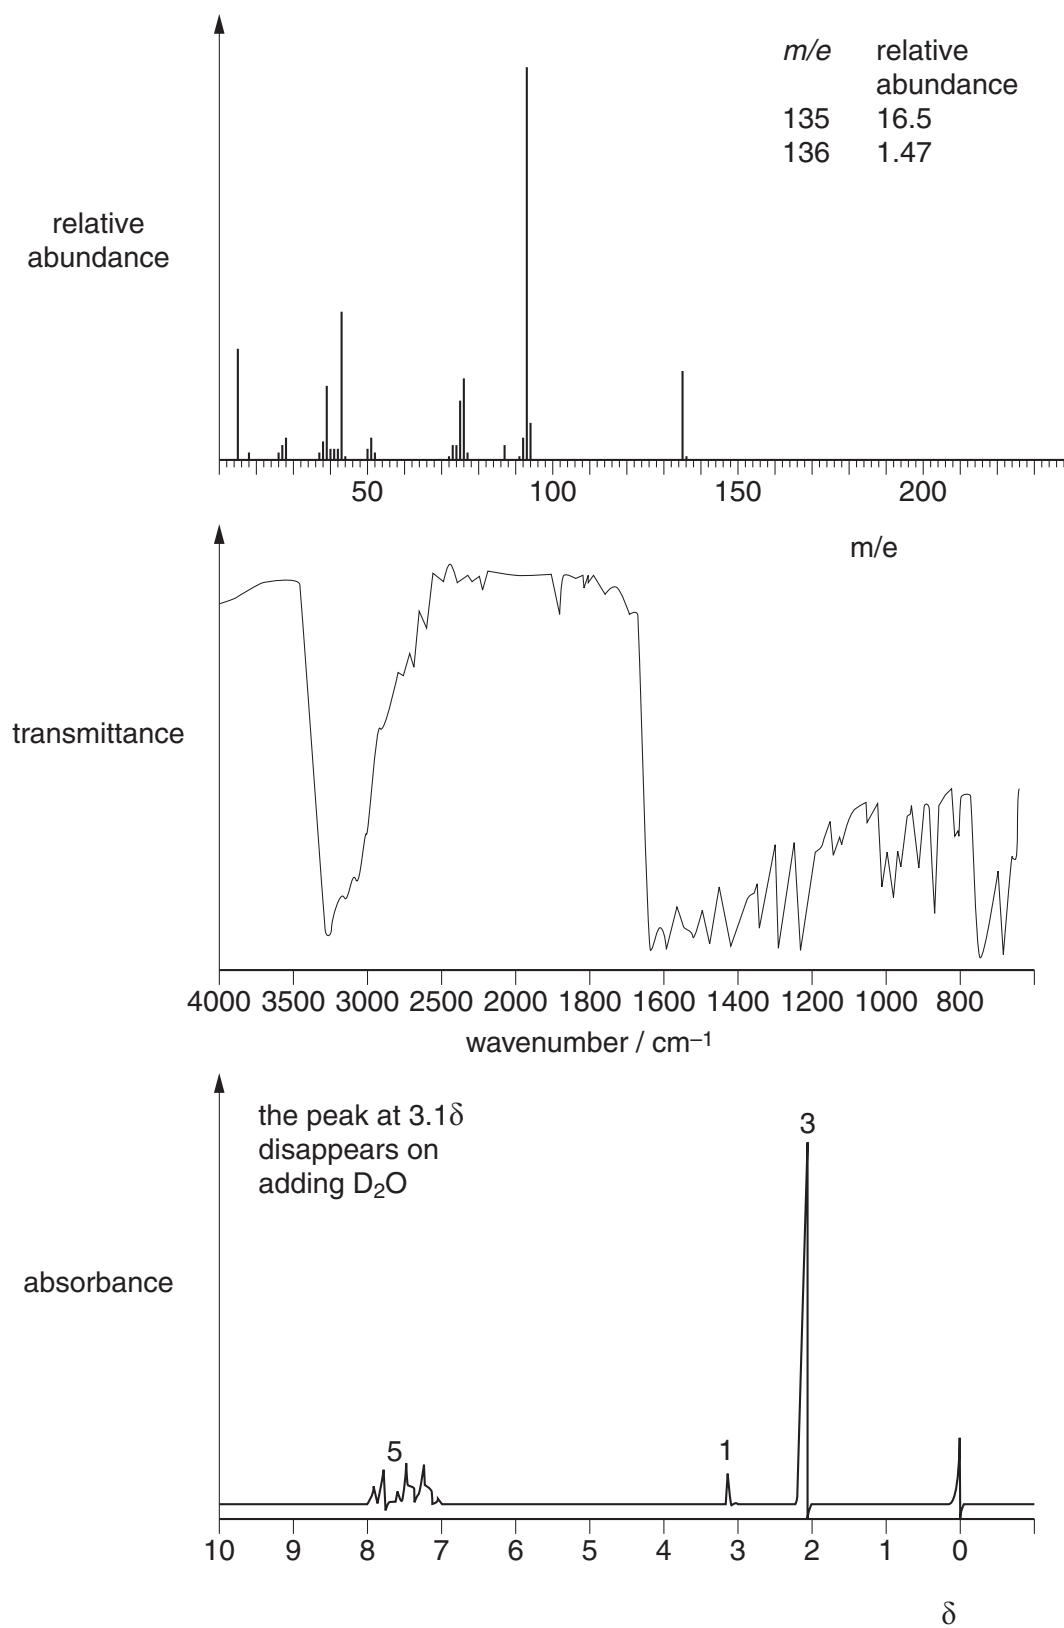 m/e relative
abundance
135 16.5
136 1.47
relative
abundance
50 100 150 200
m/e
transmittance
4000 3500 3000 2500 2000 1800 1600 1400 1200 1000 800
wavenumber / cm⁻¹
the peak at 3.1δ
disappears on
adding D₂O
3
absorbance
5
1
10 9 8 7 6 5 4 3 2 1 0
δ